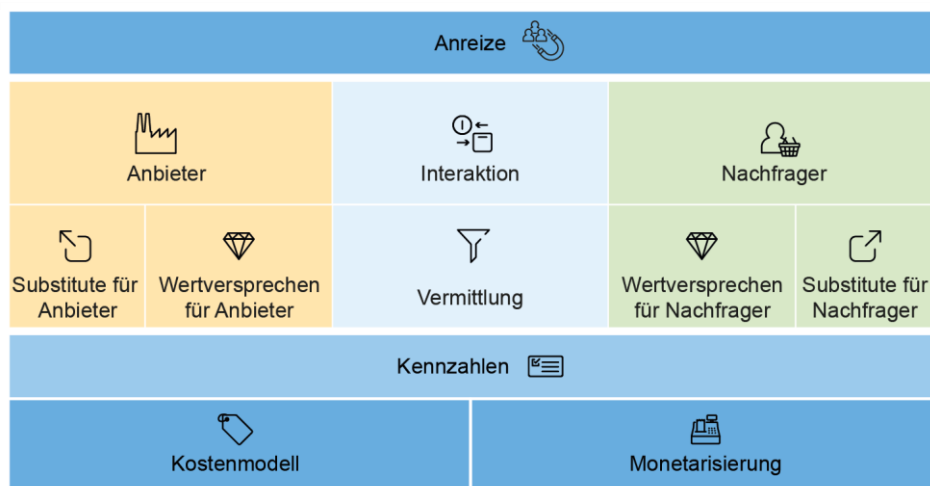 Anreize
Anbieter
Interaktion
Nachfrager
Substitute für
Anbieter
Wertversprechen
für Anbieter
Vermittlung
Wertversprechen
für Nachfrager
Substitute für
Nachfrager
Kennzahlen
Kostenmodell
Monetarisierung